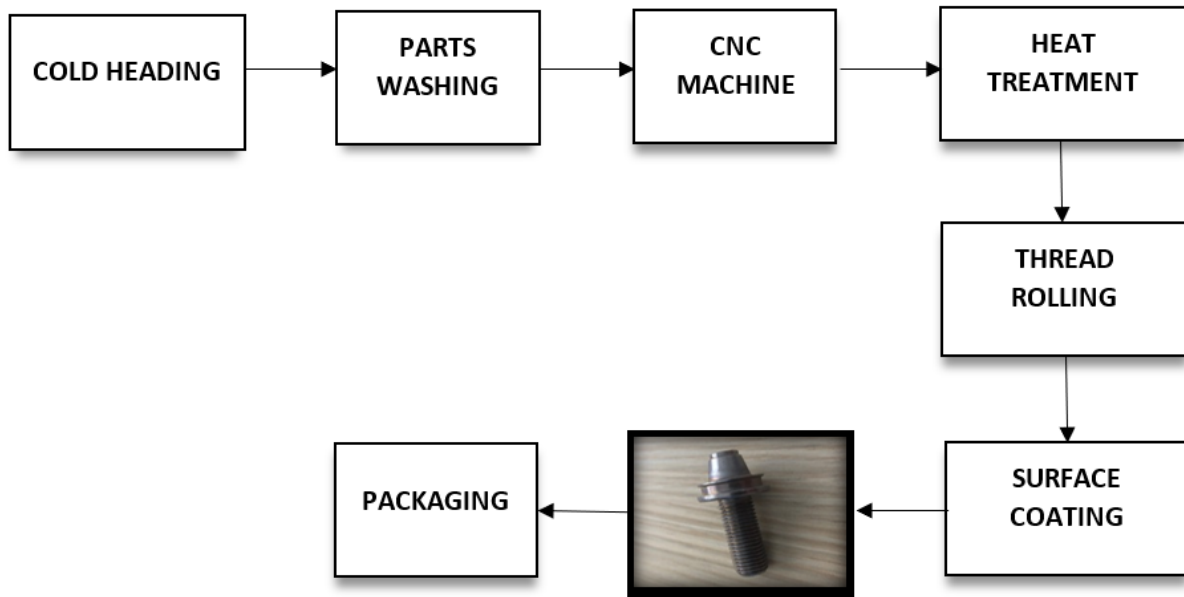 COLD HEADING
PARTS
WASHING
CNC
MACHINE
HEAT
TREATMENT
THREAD
ROLLING
SURFACE
COATING
PACKAGING